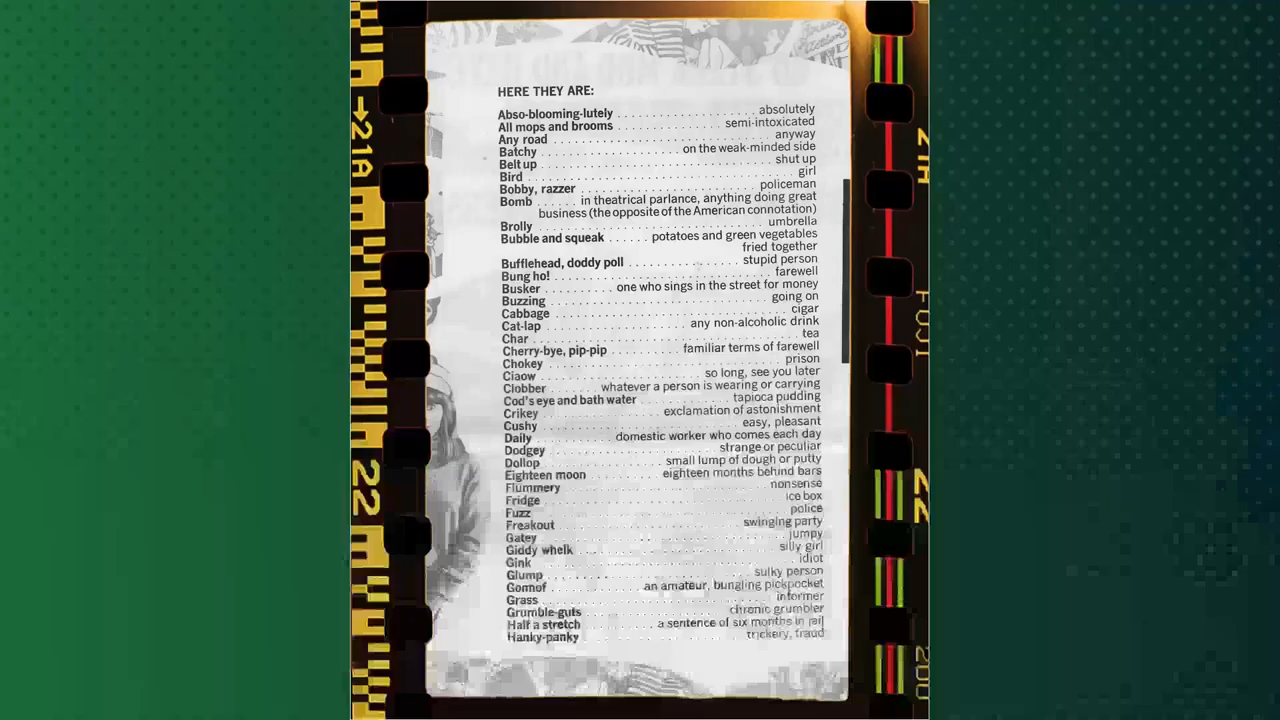 HERE THEY ARE:
Abso-blooming-lutely . . . . . . . . . . . . . . . . . . . . absolutely
All mops and brooms . . . . . . . . . . . . . . . semi-intoxicated
Any road . . . . . . . . . . . . . . . . . . . . . . . . . . . . . . anyway
Batchy . . . . . . . . . . . . . . . . . . . . on the weak-minded side
Belt up . . . . . . . . . . . . . . . . . . . . . . . . . . . . . . . . shut up
Bird . . . . . . . . . . . . . . . . . . . . . . . . . . . . . . . . . . . . . . girl
Bobby, razzer . . . . . . . . . . . . . . . . . . . . . . . . . policeman
Bomb . . . . . . in theatrical parlance, anything doing great
business (the opposite of the American connotation)
Brolly . . . . . . . . . . . . . . . . . . . . . . . . . . . . . . . . umbrella
Bubble and squeak . . . . . . potatoes and green vegetables
fried together
Bufflehead, doddy poll . . . . . . . . . . . . . . . . . stupid person
Bung ho! . . . . . . . . . . . . . . . . . . . . . . . . . . . . . . farewell
Busker . . . . . . . . . . . one who sings in the street for money
Buzzing . . . . . . . . . . . . . . . . . . . . . . . . . . . . . . going on
Cabbage . . . . . . . . . . . . . . . . . . . . . . . . . . . . . . . . cigar
Cat-lap . . . . . . . . . . . . . . . . . . . . any non-alcoholic drink
Char . . . . . . . . . . . . . . . . . . . . . . . . . . . . . . . . . . . . . tea
Cherry-bye, pip-pip . . . . . . . . . . familiar terms of farewell
Chokey . . . . . . . . . . . . . . . . . . . . . . . . . . . . . . . . prison
Ciaow . . . . . . . . . . . . . . . . . . . . . so long, see you later
Clobber . . . . . . . . whatever a person is wearing or carrying
Cod's eye and bath water . . . . . . . . . . . . . tapioca pudding
Crikey . . . . . . . . . . . . . . . . exclamation of astonishment
Cushy . . . . . . . . . . . . . . . . . . . . . . . . . . . easy, pleasant
Daily . . . . . . . . . . . domestic worker who comes each day
Dodgey . . . . . . . . . . . . . . . . . . . . . . . strange or peculiar
Dollop . . . . . . . . . . . . . . . . . small lump of dough or putty
Eighteen moon . . . . . . . . . . eighteen months behind bars
Flummery . . . . . . . . . . . . . . . . . . . . . . . . . . . . nonsense
Fridge . . . . . . . . . . . . . . . . . . . . . . . . . . . . . . . . ice box
Fuzz . . . . . . . . . . . . . . . . . . . . . . . . . . . . . . . . . . police
Freakout . . . . . . . . . . . . . . . . . . . . . . . . swinging party
Gatey . . . . . . . . . . . . . . . . . . . . . . . . . . . . . . . . . jumpy
Giddy whelk . . . . . . . . . . . . . . . . . . . . . . . . . . silly girl
Gink . . . . . . . . . . . . . . . . . . . . . . . . . . . . . . . . . . . idiot
Glump . . . . . . . . . . . . . . . . . . . . . . . . . . . sulky person
Gonnof . . . . . . . . . . . . an amateur, bungling pickpocket
Grass . . . . . . . . . . . . . . . . . . . . . . . . . . . . . . . informer
Grumble-guts . . . . . . . . . . . . . . . . . . . chronic grumbler
Half a stretch . . . . . . . . . . a sentence of six months in jail
Hanky-panky . . . . . . . . . . . . . . . . . . . . . trickery, fraud
→21A
22
21A
FUJI
22
200